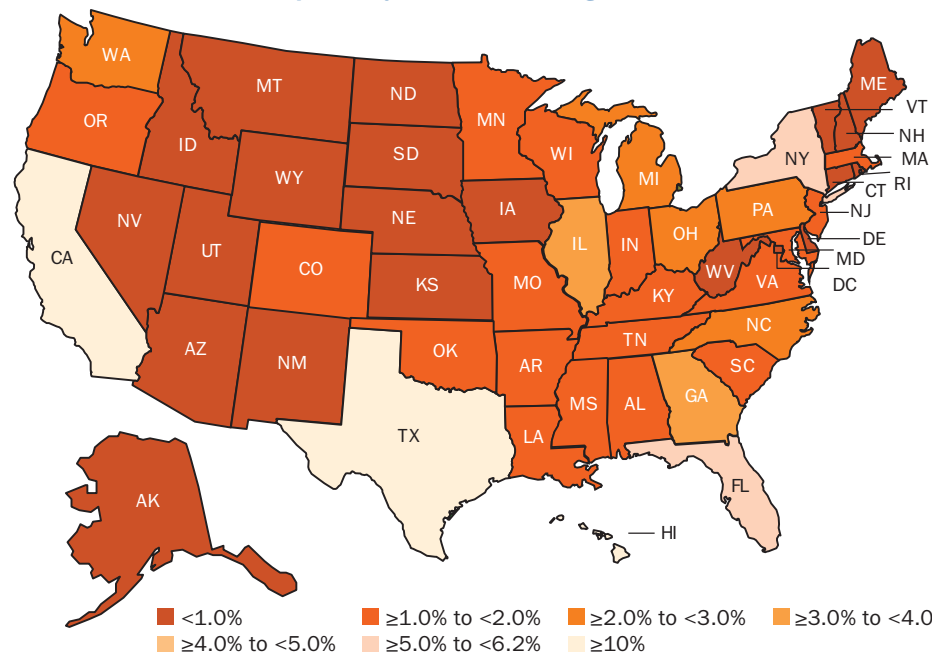 WA
MT
ND
ME
VT
OR
MN
NH
ID
SD
WI
NY
MA
WY
MI
RI
CT
NV
NE
IA
PA
NJ
UT
IL
IN
OH
DE
CA
CO
WV
MD
KS
MO
KY
VA
DC
AZ
NM
OK
TN
NC
AR
SC
MS
AL
GA
TX
LA
FL
AK
HI
<1.0% ≥1.0% to <2.0% ≥2.0% to <3.0% ≥3.0% to <4.0
≥4.0% to <5.0% ≥5.0% to <6.2% ≥10%